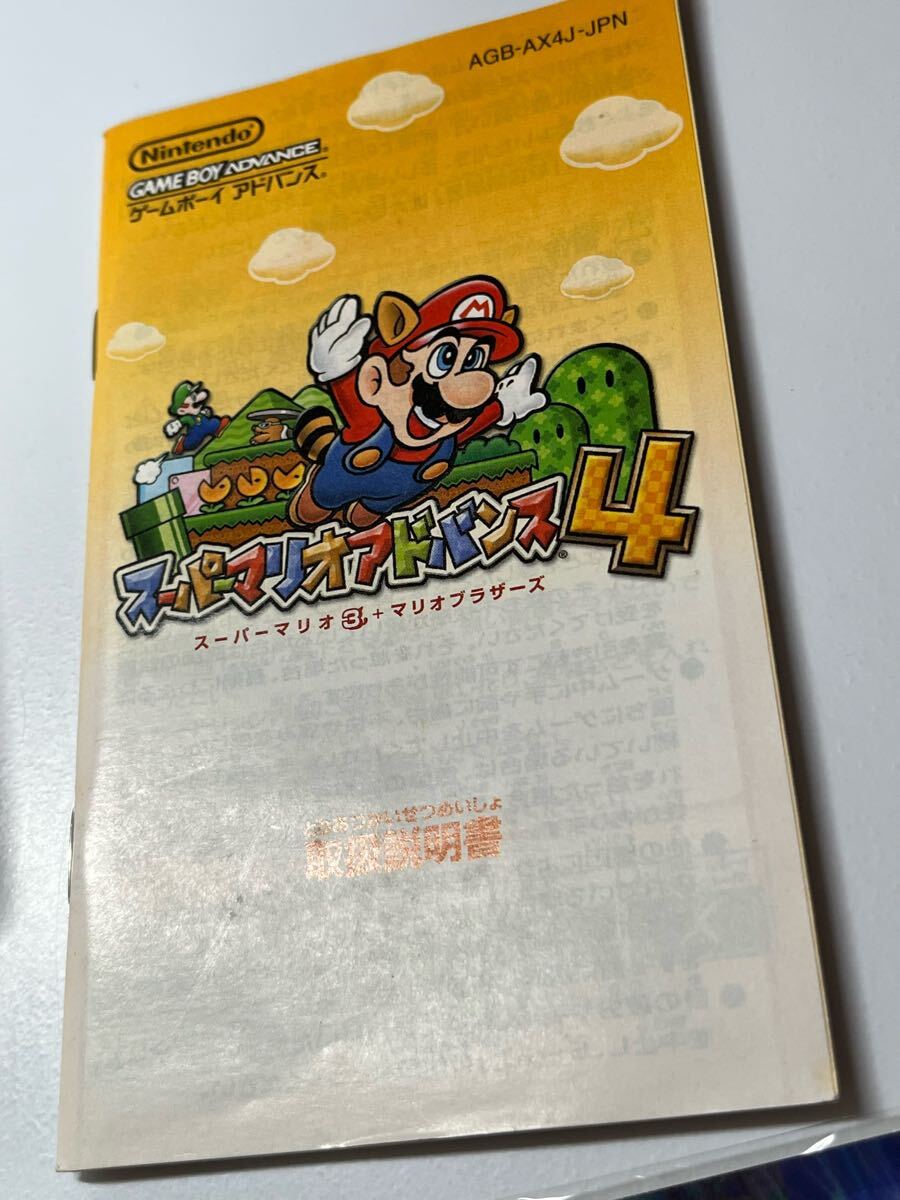 AGB-AX4J-JPN
Nintendo®
GAME BOY ADVANCE®
ゲームボーイ アドバンス®
M
スーパーマリオアドバンス4®
スーパーマリオ3+マリオブラザーズ
とりあつかいせつめいしょ
取扱説明書